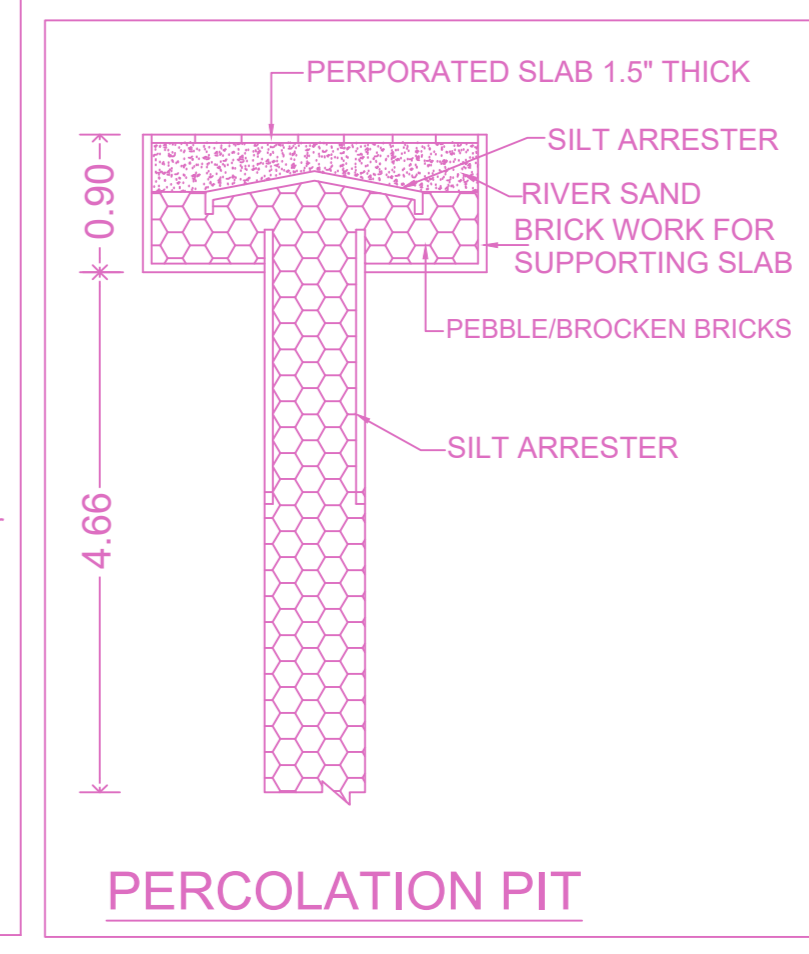 PERPORATED SLAB 1.5" THICK
SILT ARRESTER
RIVER SAND
BRICK WORK FOR
SUPPORTING SLAB
PEBBLE/BROCKEN BRICKS
SILT ARRESTER
0.90
4.66
PERCOLATION PIT